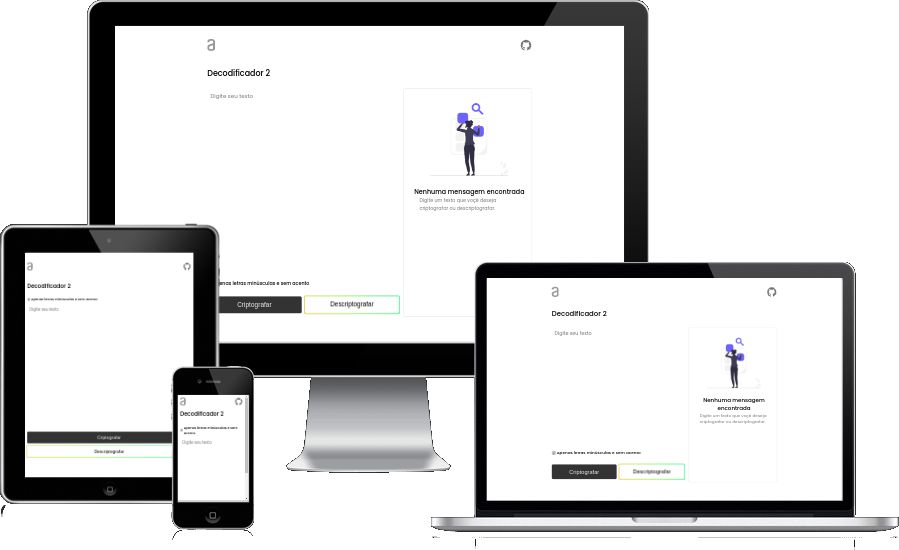 a
Decodificador 2
Digite seu texto
Nenhuma mensagem encontrada
Digite um texto que voçê deseja
criptografar ou descriptografar.
enas letras minúsculas e sem acento
Criptografar
Descriptografar
a
Decodificador 2
apenas letras minúsculas e sem acento
Digite seu texto
Criptografar
Descriptografar
a
Decodificador 2
apenas letras minúsculas e sem
acento
Digite seu texto
a
Decodificador 2
Digite seu texto
Nenhuma mensagem
encontrada
Digite um texto que voçê deseja
criptografar ou descriptografar.
apenas letras minúsculas e sem acento
Criptografar
Descriptografar